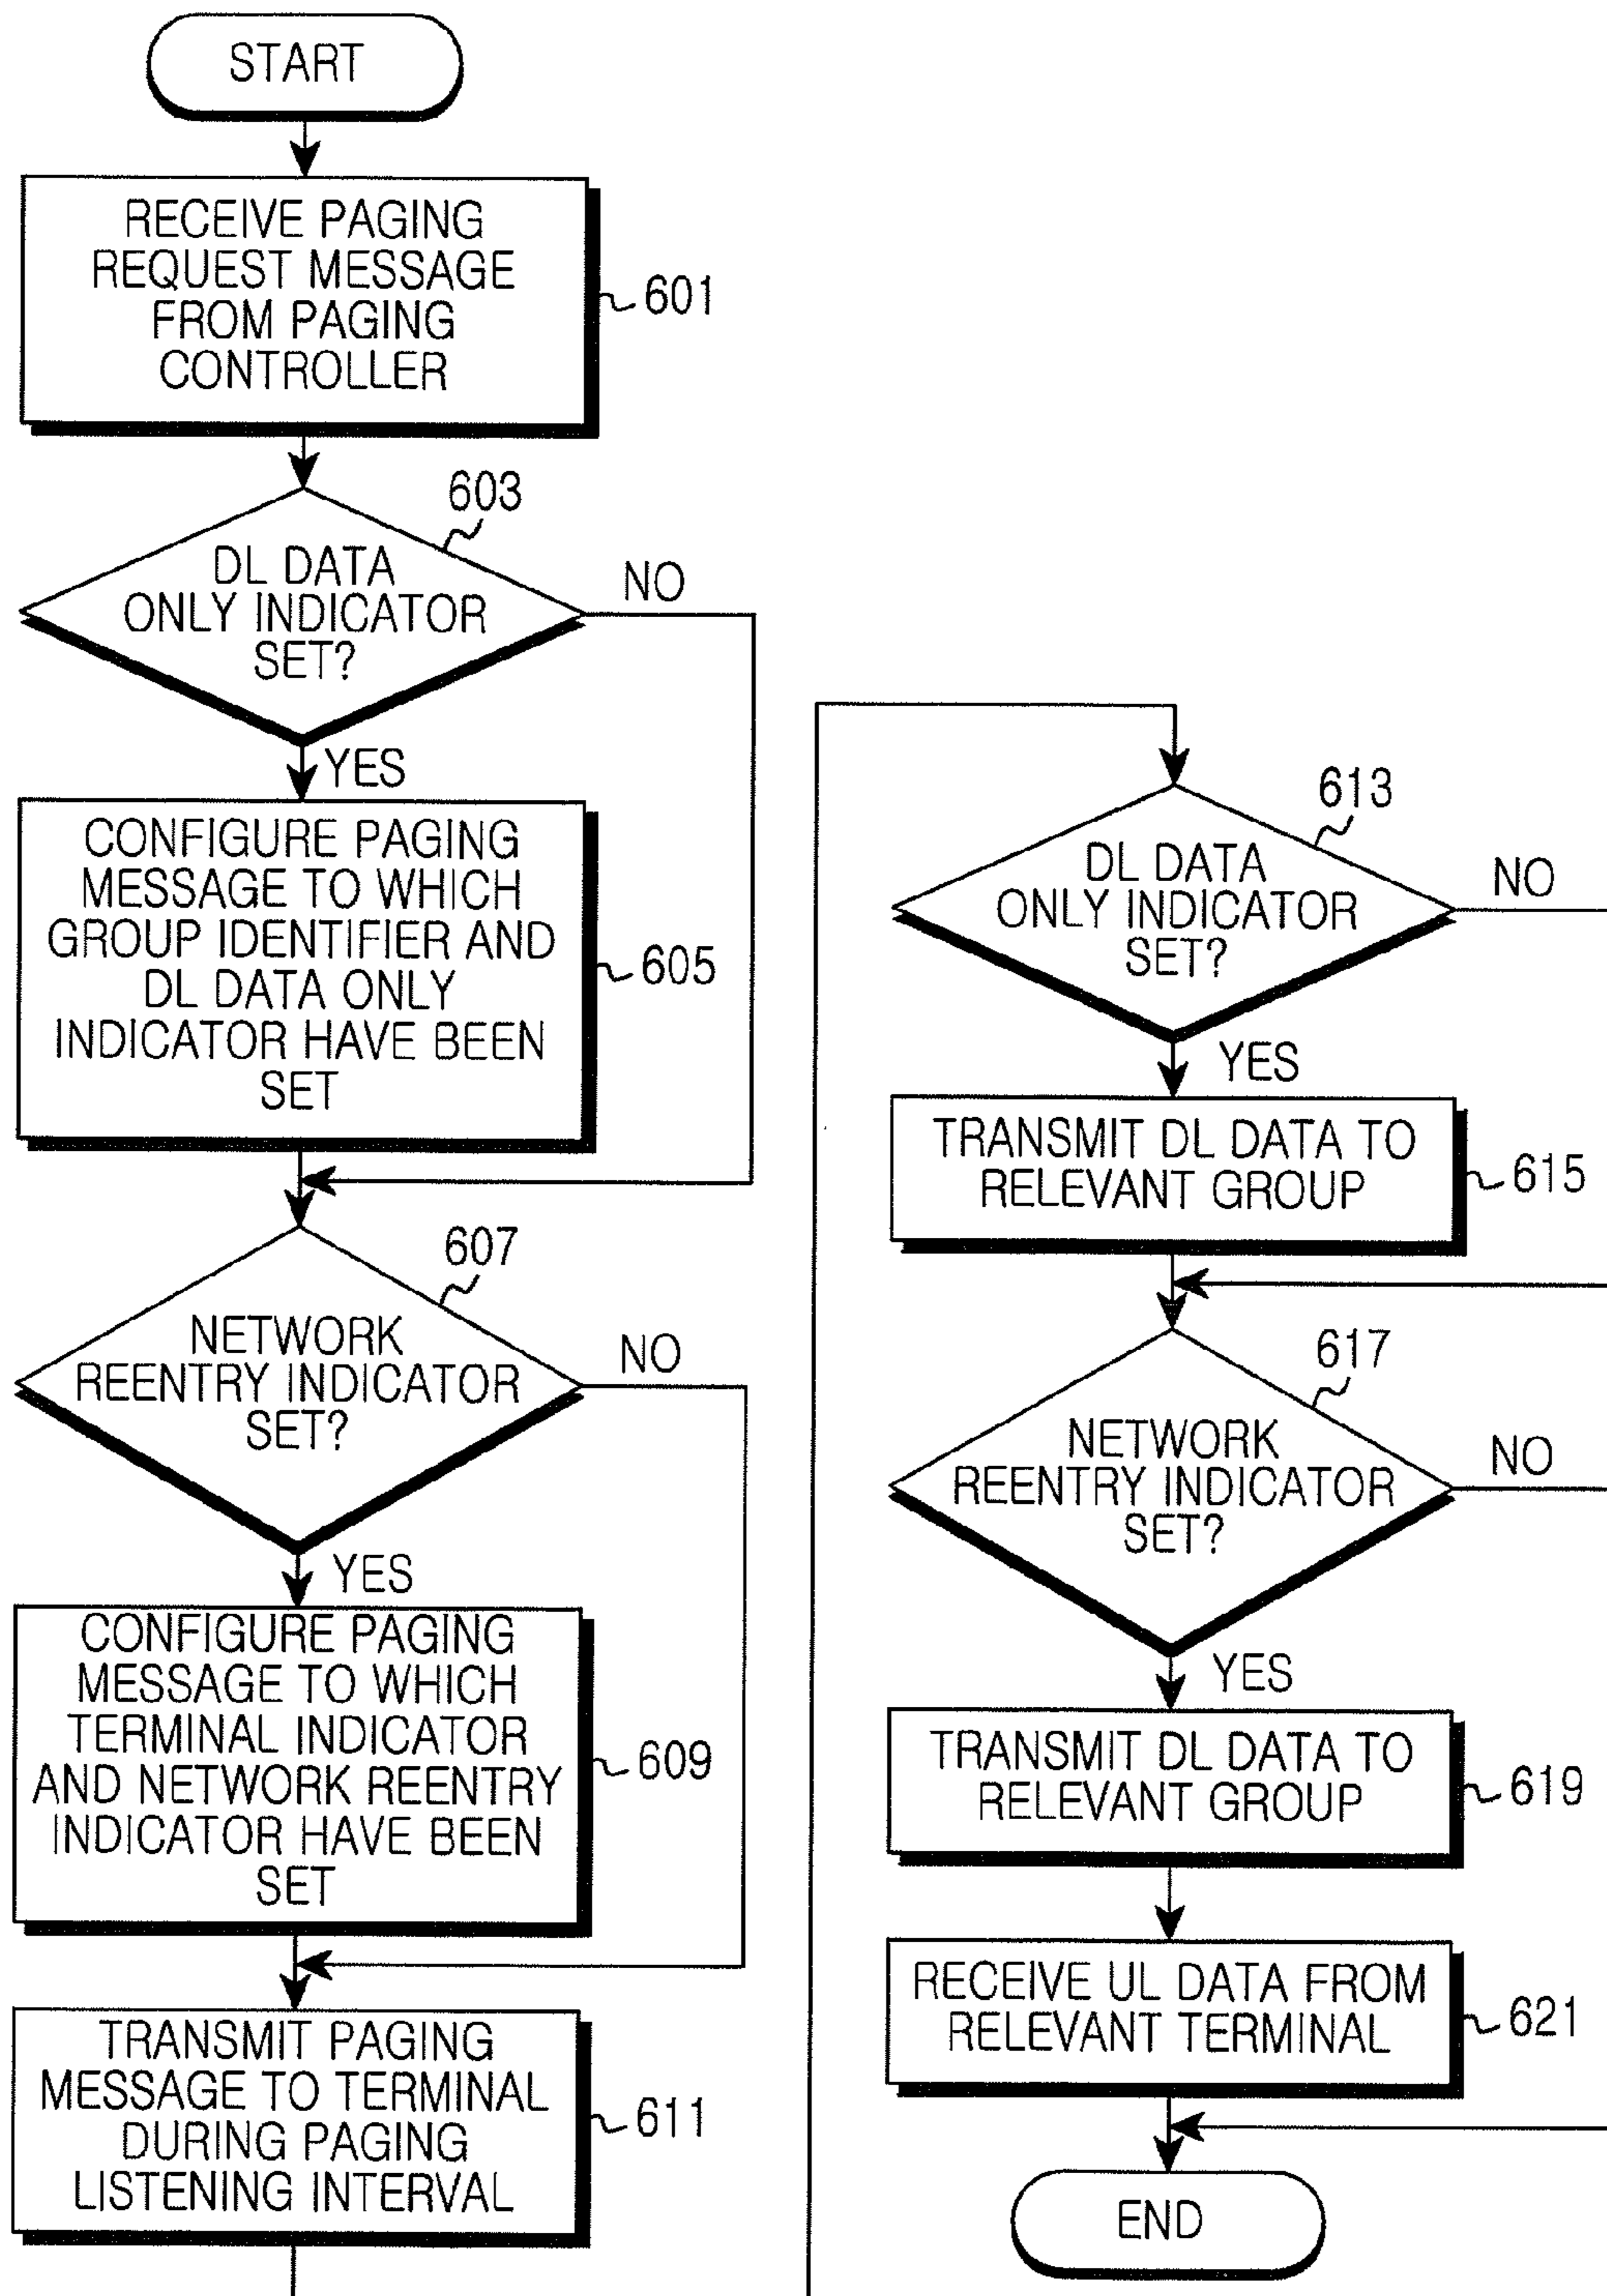 START
RECEIVE PAGING
REQUEST MESSAGE
FROM PAGING
CONTROLLER
601
603
DL DATA
ONLY INDICATOR
SET?
NO
YES
CONFIGURE PAGING
MESSAGE TO WHICH
GROUP IDENTIFIER AND
DL DATA ONLY
INDICATOR HAVE BEEN
SET
605
607
NETWORK
REENTRY INDICATOR
SET?
NO
YES
CONFIGURE PAGING
MESSAGE TO WHICH
TERMINAL INDICATOR
AND NETWORK REENTRY
INDICATOR HAVE BEEN
SET
609
TRANSMIT PAGING
MESSAGE TO TERMINAL
DURING PAGING
LISTENING INTERVAL
611
613
DL DATA
ONLY INDICATOR
SET?
NO
YES
TRANSMIT DL DATA TO
RELEVANT GROUP
615
617
NETWORK
REENTRY INDICATOR
SET?
NO
YES
TRANSMIT DL DATA TO
RELEVANT GROUP
619
RECEIVE UL DATA FROM
RELEVANT TERMINAL
621
END